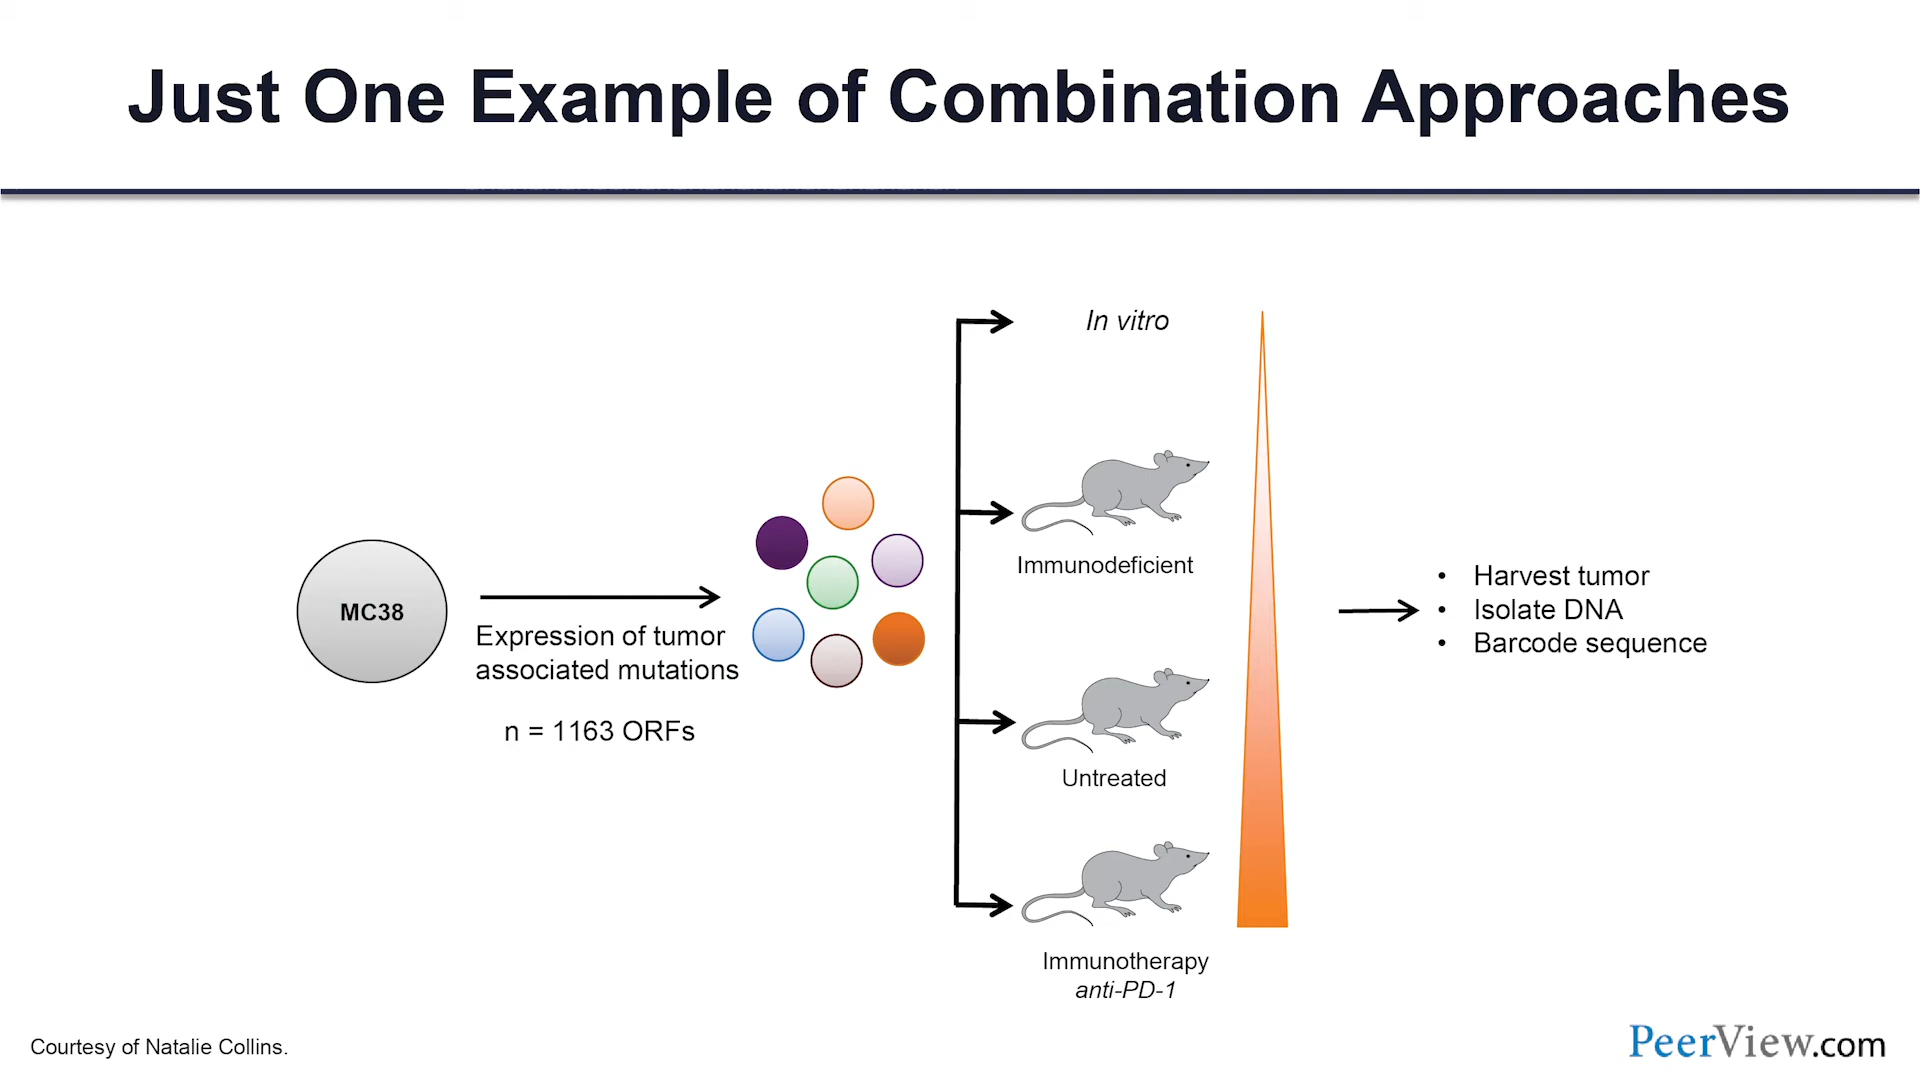 Just One Example of Combination Approaches
In vitro
Immunodeficient
MC38
Expression of tumor
associated mutations
n = 1163 ORFs
Untreated
Immunotherapy
anti-PD-1
• Harvest tumor
• Isolate DNA
• Barcode sequence
Courtesy of Natalie Collins.
PeerView.com